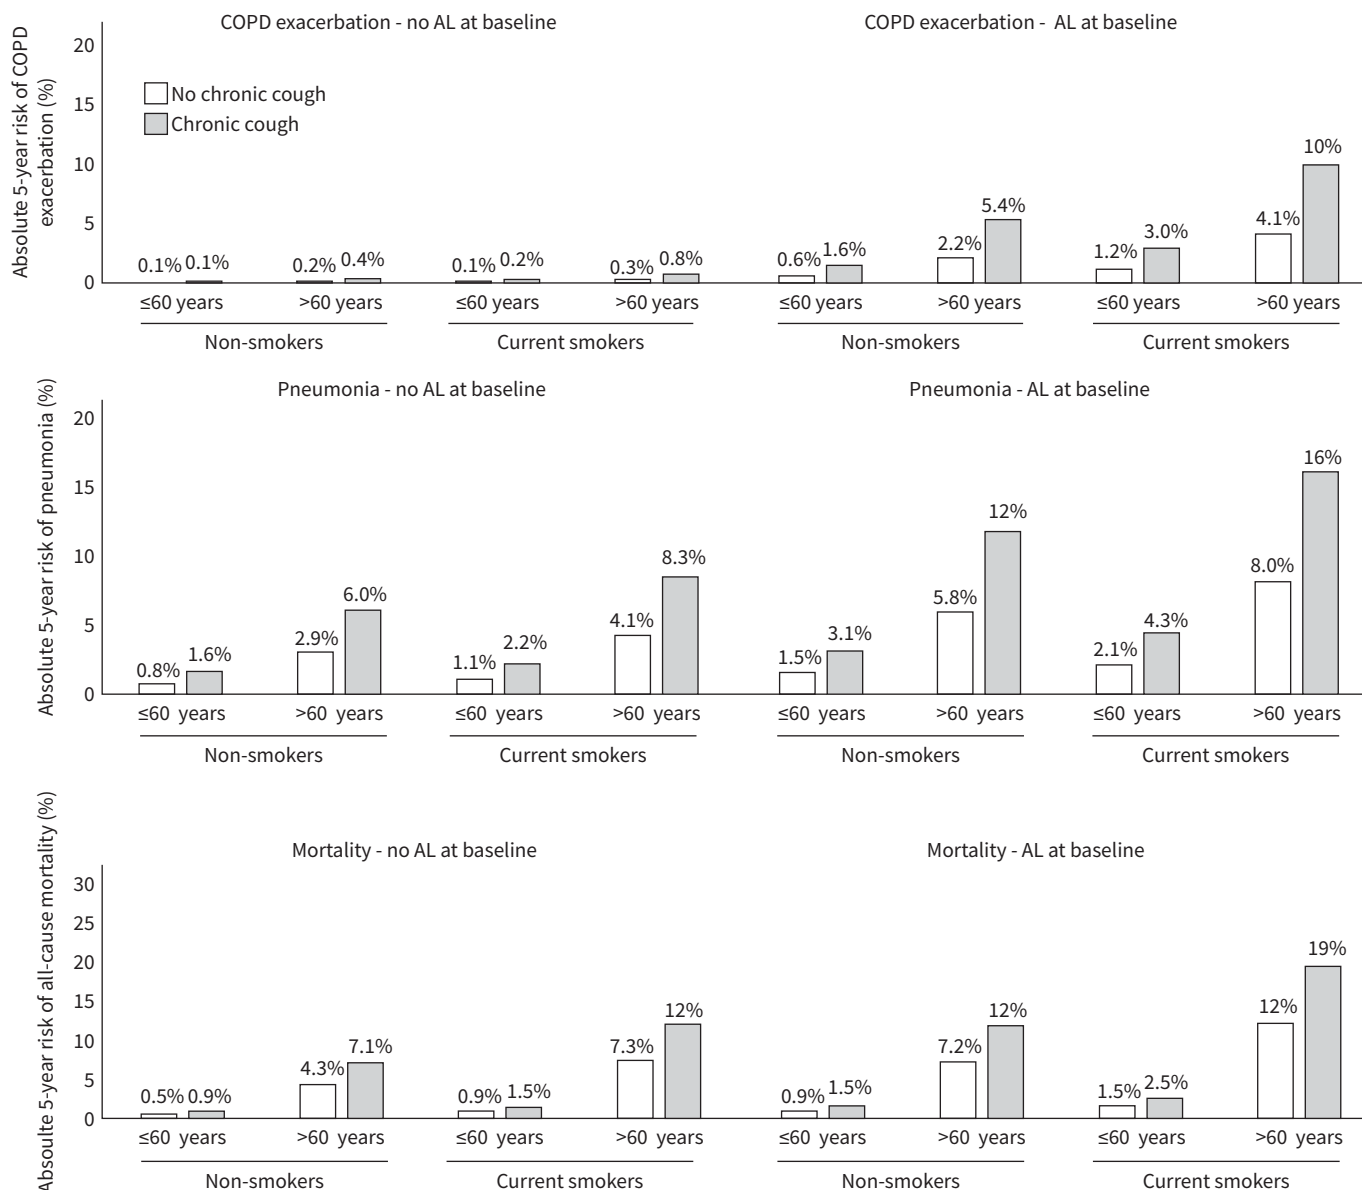 COPD exacerbation - no AL at baseline
COPD exacerbation - AL at baseline
Absolute 5-year risk of COPD
exacerbation (%)
20
15
10
5
0
No chronic cough
Chronic cough
0.1% 0.1% 0.2% 0.4% 0.1% 0.2% 0.3% 0.8% 0.6% 1.6% 2.2% 5.4% 1.2% 3.0% 4.1% 10%
≤60 years >60 years ≤60 years >60 years ≤60 years >60 years ≤60 years >60 years
Non-smokers Current smokers Non-smokers Current smokers
Pneumonia - no AL at baseline
Pneumonia - AL at baseline
Absolute 5-year risk of pneumonia (%)
20
15
10
5
0
0.8% 1.6% 2.9% 6.0% 1.1% 2.2% 4.1% 8.3% 1.5% 3.1% 5.8% 12% 2.1% 4.3% 8.0% 16%
≤60 years >60 years ≤60 years >60 years ≤60 years >60 years ≤60 years >60 years
Non-smokers Current smokers Non-smokers Current smokers
Mortality - no AL at baseline
Mortality - AL at baseline
Absoulte 5-year risk of all-cause mortality (%)
30
25
20
15
10
5
0
0.5% 0.9% 4.3% 7.1% 0.9% 1.5% 7.3% 12% 0.9% 1.5% 7.2% 12% 1.5% 2.5% 12% 19%
≤60 years >60 years ≤60 years >60 years ≤60 years >60 years ≤60 years >60 years
Non-smokers Current smokers Non-smokers Current smokers